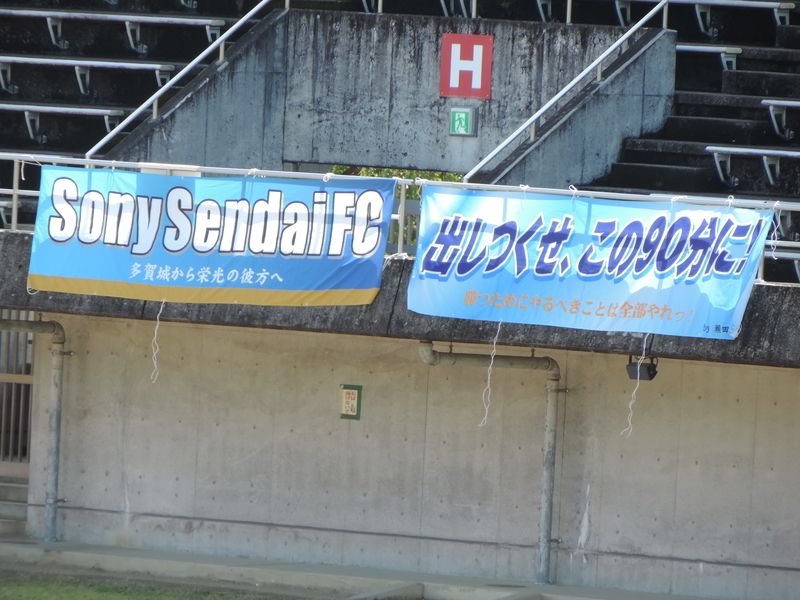 H
Sony Sendai FC
多賀城から栄光の彼方へ
出しつくせ、この90分に!
勝つためにやるべきことは全部やれっ!
by